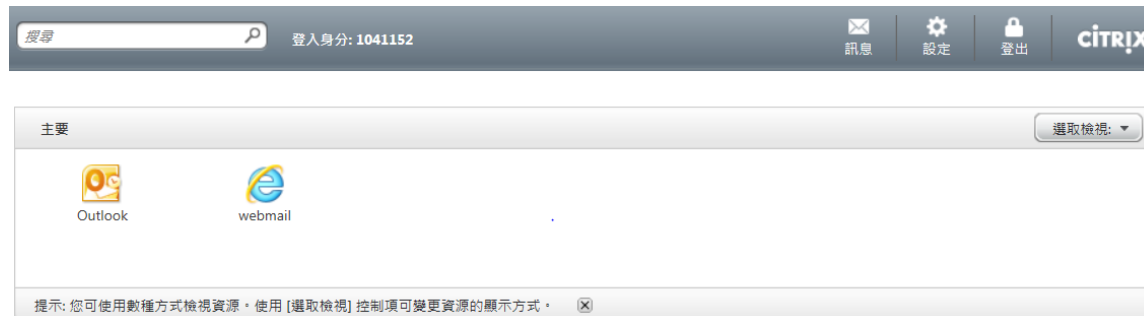 搜尋
登入身分: 1041152
訊息
設定
登出
CITRIX
主要
選取檢視:
Outlook
webmail
提示: 您可使用數種方式檢視資源。使用 [選取檢視] 控制項可變更資源的顯示方式。